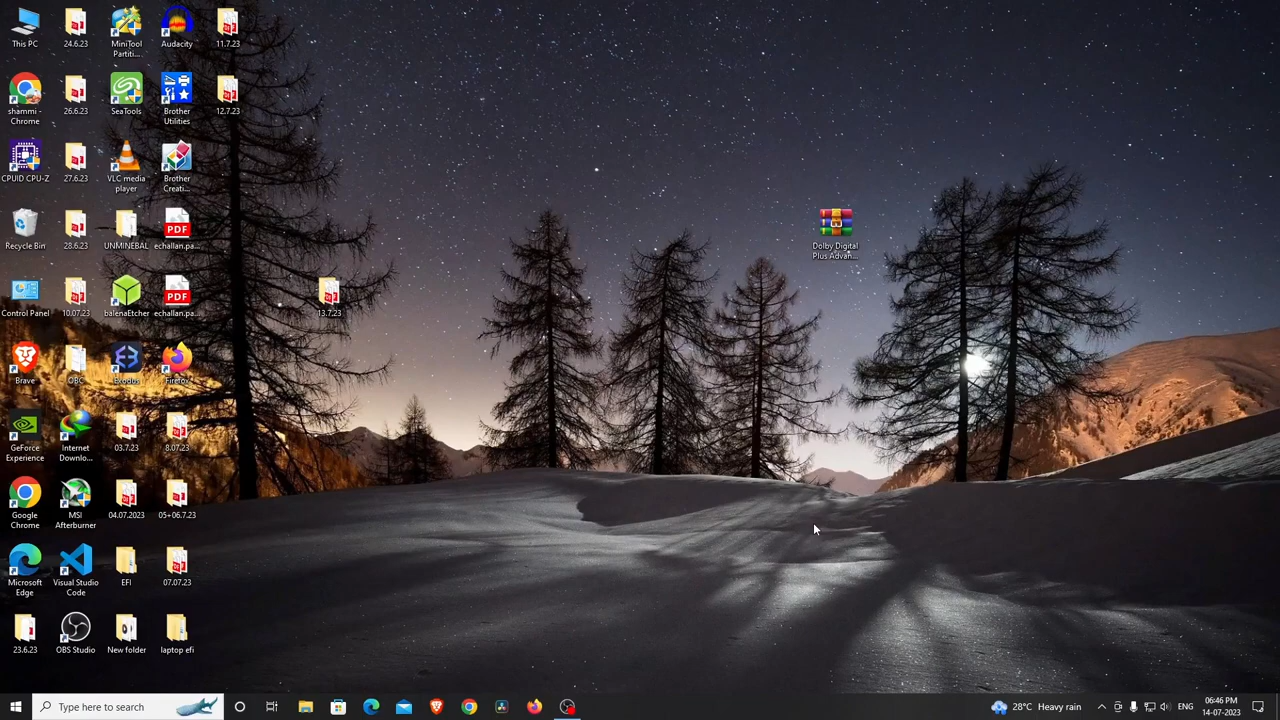 This PC
24.6.23
MiniTool
Partiti...
Audacity
11.7.23
shammi -
Chrome
26.6.23
SeaTools
Brother
Utilities
12.7.23
CPUID CPU-Z
27.6.23
VLC media
player
Brother
Creati...
Recycle Bin
28.6.23
UNMINEBAL
echallan.pa...
Dolby Digital
Plus Advan...
Control Panel
10.07.23
balenaEtcher
echallan.pa...
13.7.23
Brave
OBC
Exodus
Firefox
GeForce
Experience
Internet
Downlo...
03.7.23
8.07.23
Google
Chrome
MSI
Afterburner
04.07.2023
05+06.7.23
Microsoft
Edge
Visual Studio
Code
EFI
07.07.23
23.6.23
OBS Studio
New folder
laptop efi
PDF
PDF
Type here to search
28°C Heavy rain
ENG
06:46 PM
14-07-2023